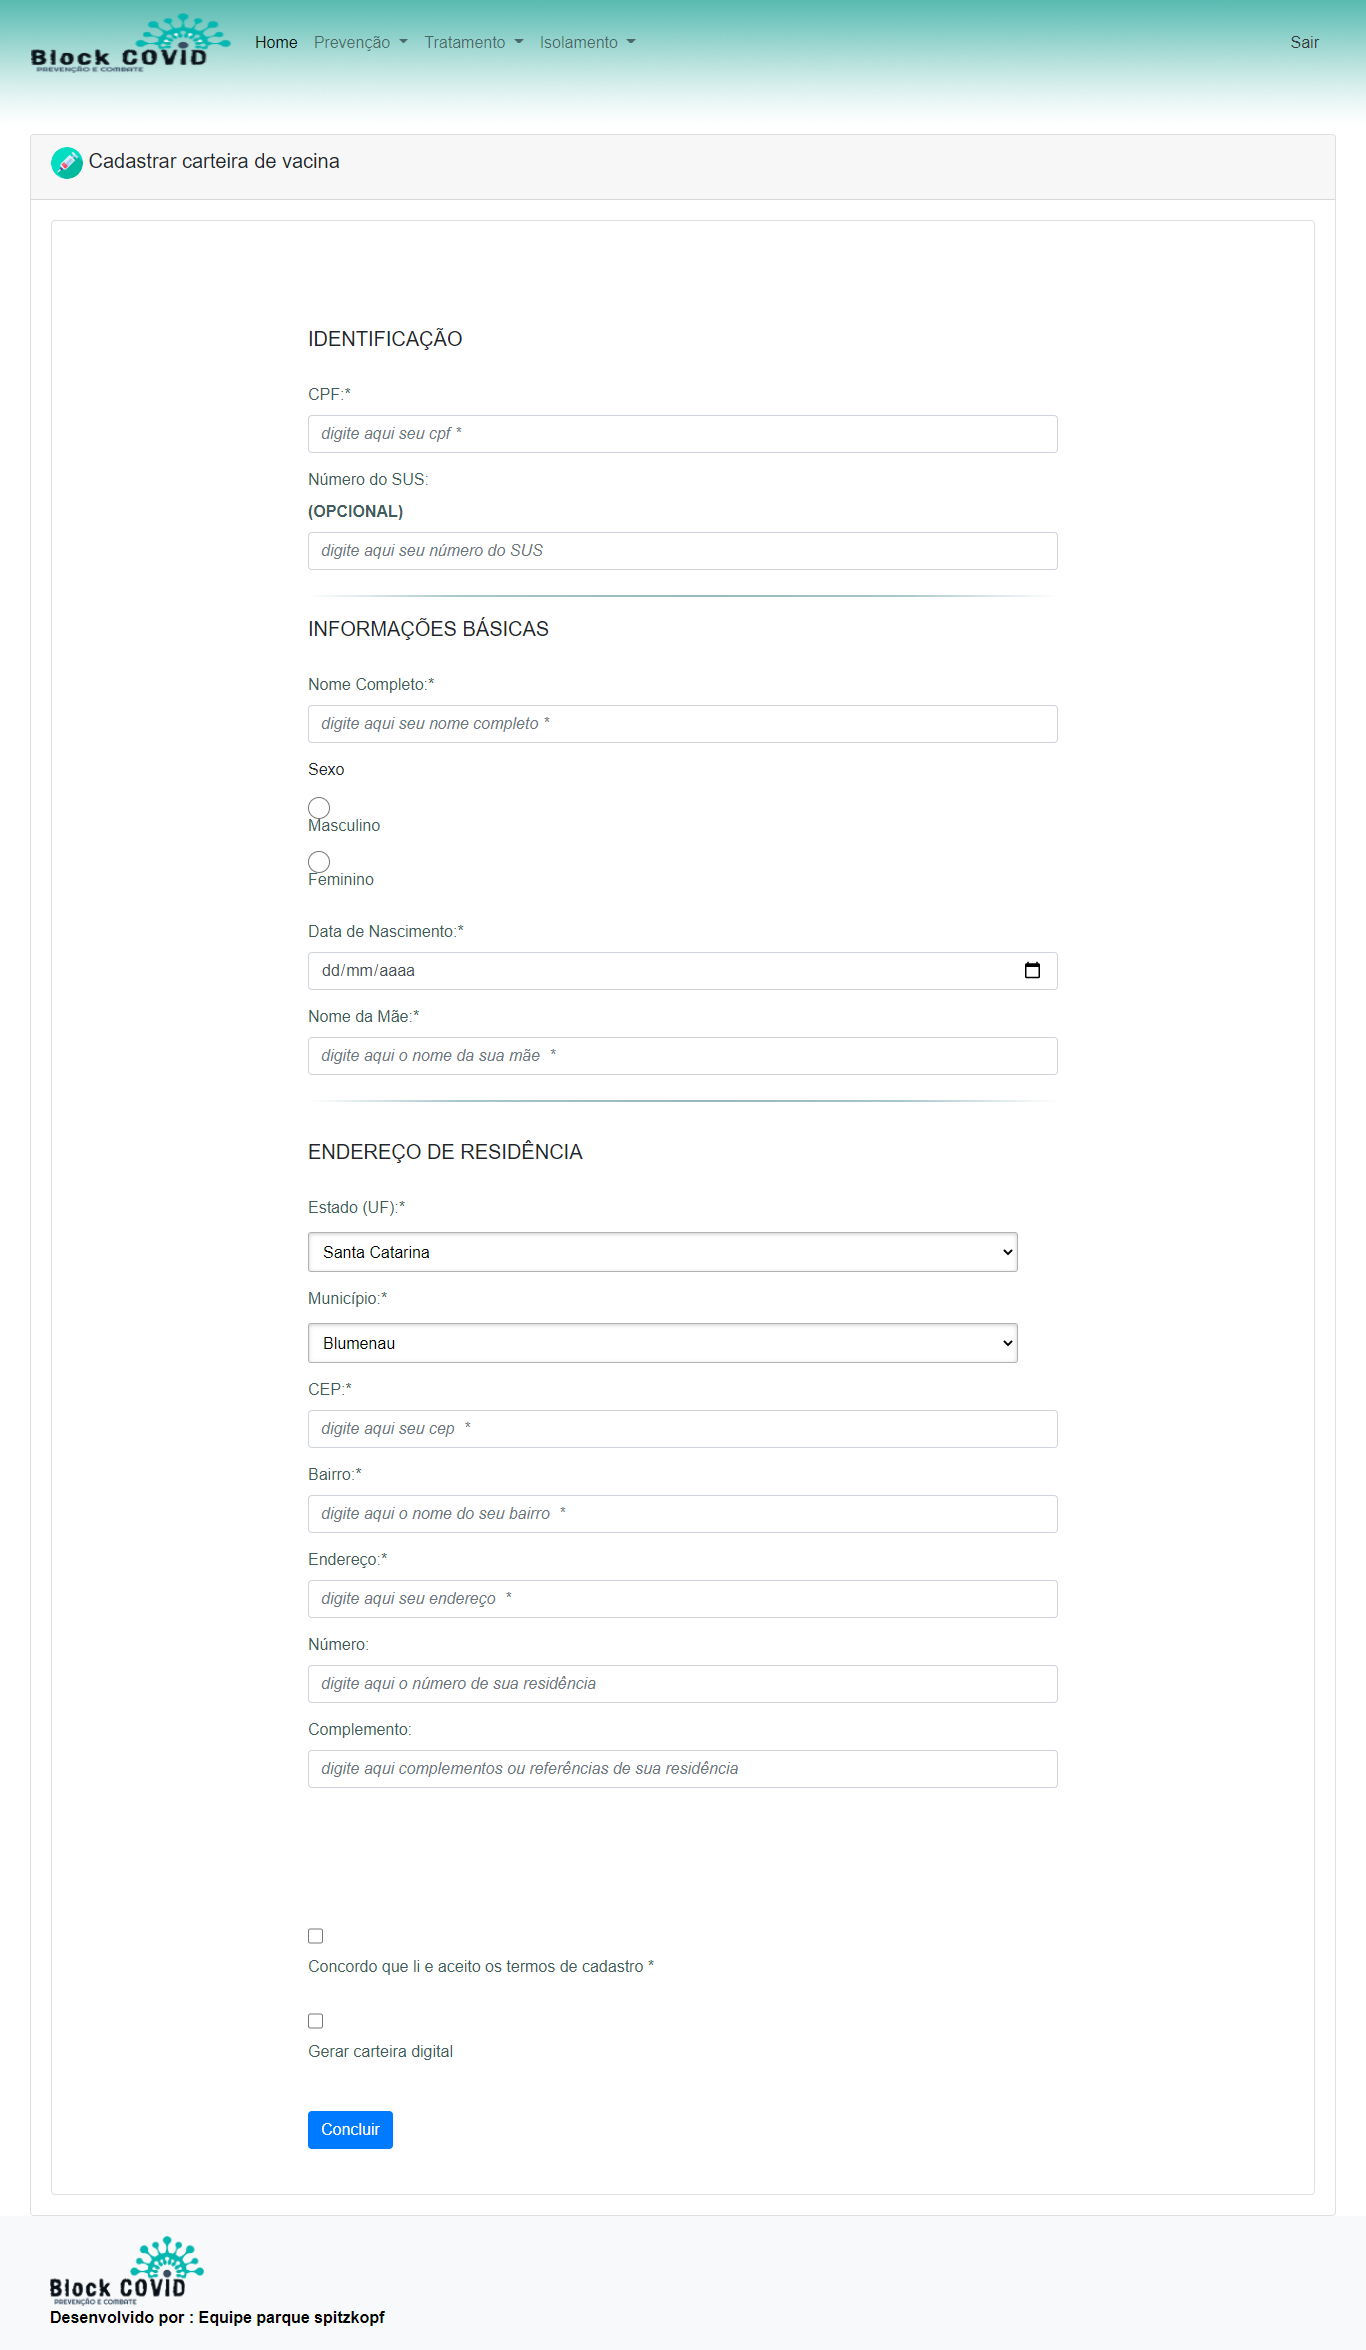 Block COVID
PREVENÇÃO E COMBATE
Home Prevenção Tratamento Isolamento Sair
Cadastrar carteira de vacina
IDENTIFICAÇÃO
CPF:*
digite aqui seu cpf *
Número do SUS:
(OPCIONAL)
digite aqui seu número do SUS
INFORMAÇÕES BÁSICAS
Nome Completo:*
digite aqui seu nome completo *
Sexo
Masculino
Feminino
Data de Nascimento:*
dd/mm/aaaa
Nome da Mãe:*
digite aqui o nome da sua mãe *
ENDEREÇO DE RESIDÊNCIA
Estado (UF):*
Santa Catarina
Município:*
Blumenau
CEP:*
digite aqui seu cep *
Bairro:*
digite aqui o nome do seu bairro *
Endereço:*
digite aqui seu endereço *
Número:
digite aqui o número de sua residência
Complemento:
digite aqui complementos ou referências de sua residência
Concordo que li e aceito os termos de cadastro *
Gerar carteira digital
Concluir
Block COVID
PREVENÇÃO E COMBATE
Desenvolvido por : Equipe parque spitzkopf